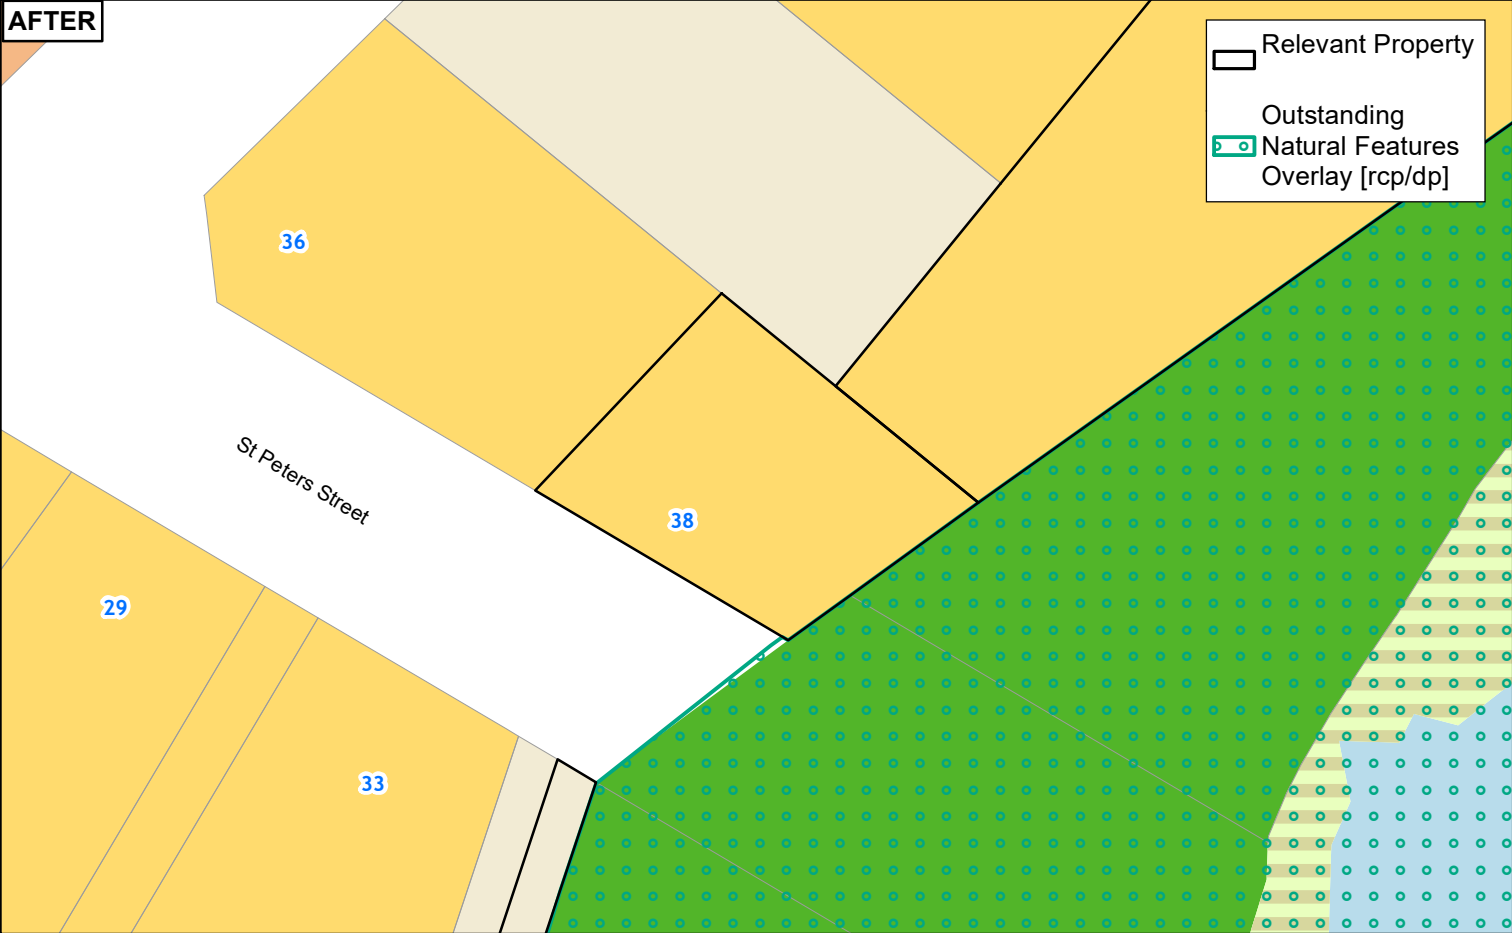 AFTER
Relevant Property
Outstanding
Natural Features
Overlay [rcp/dp]
36
St Peters Street
38
29
33